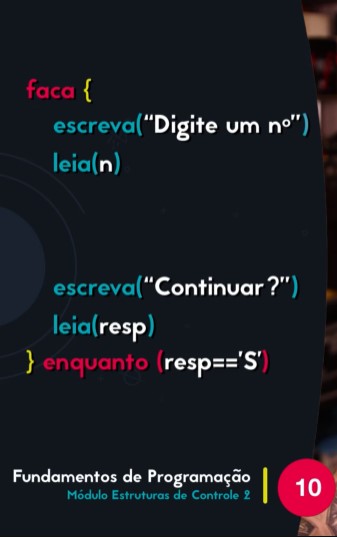 faca {
escreva("Digite um nº")
leia(n)
escreva("Continuar?")
leia(resp)
} enquanto (resp=='S')
Fundamentos de Programação
Módulo Estruturas de Controle 2
10